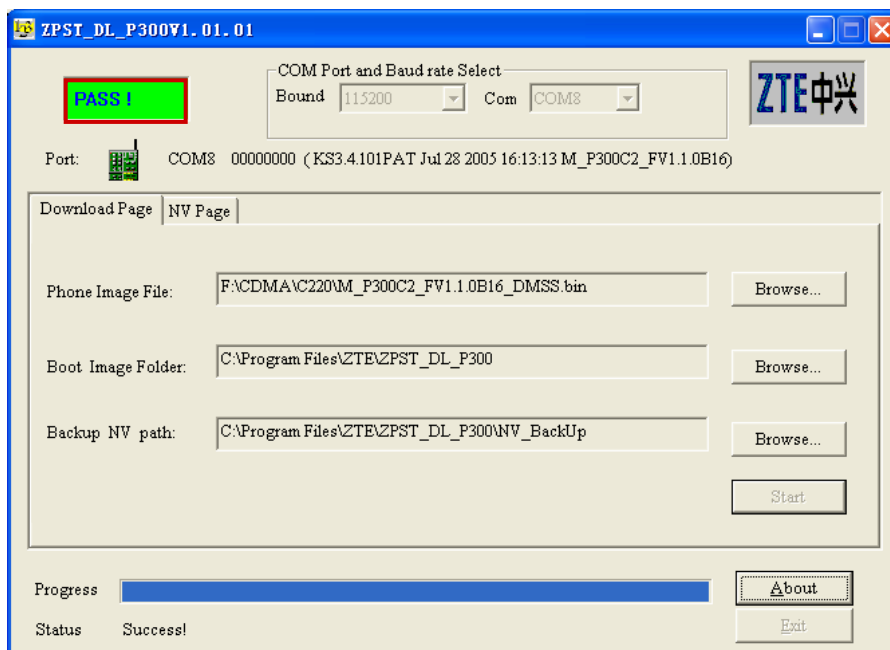 ZPST_DL_P300V1.01.01
PASS !
COM Port and Baud rate Select
Bound 115200 Com COM8
ZTE中兴
Port: COM8 00000000 ( KS3.4.101PAT Jul 28 2005 16:13:13 M_P300C2_FV1.1.0B16)
Download Page NV Page
Phone Image File: F:\CDMA\C220\M_P300C2_FV1.1.0B16_DMSS.bin Browse...
Boot Image Folder: C:\Program Files\ZTE\ZPST_DL_P300 Browse...
Backup NV path: C:\Program Files\ZTE\ZPST_DL_P300\NV_BackUp Browse...
Start
Progress About
Status Success! Exit